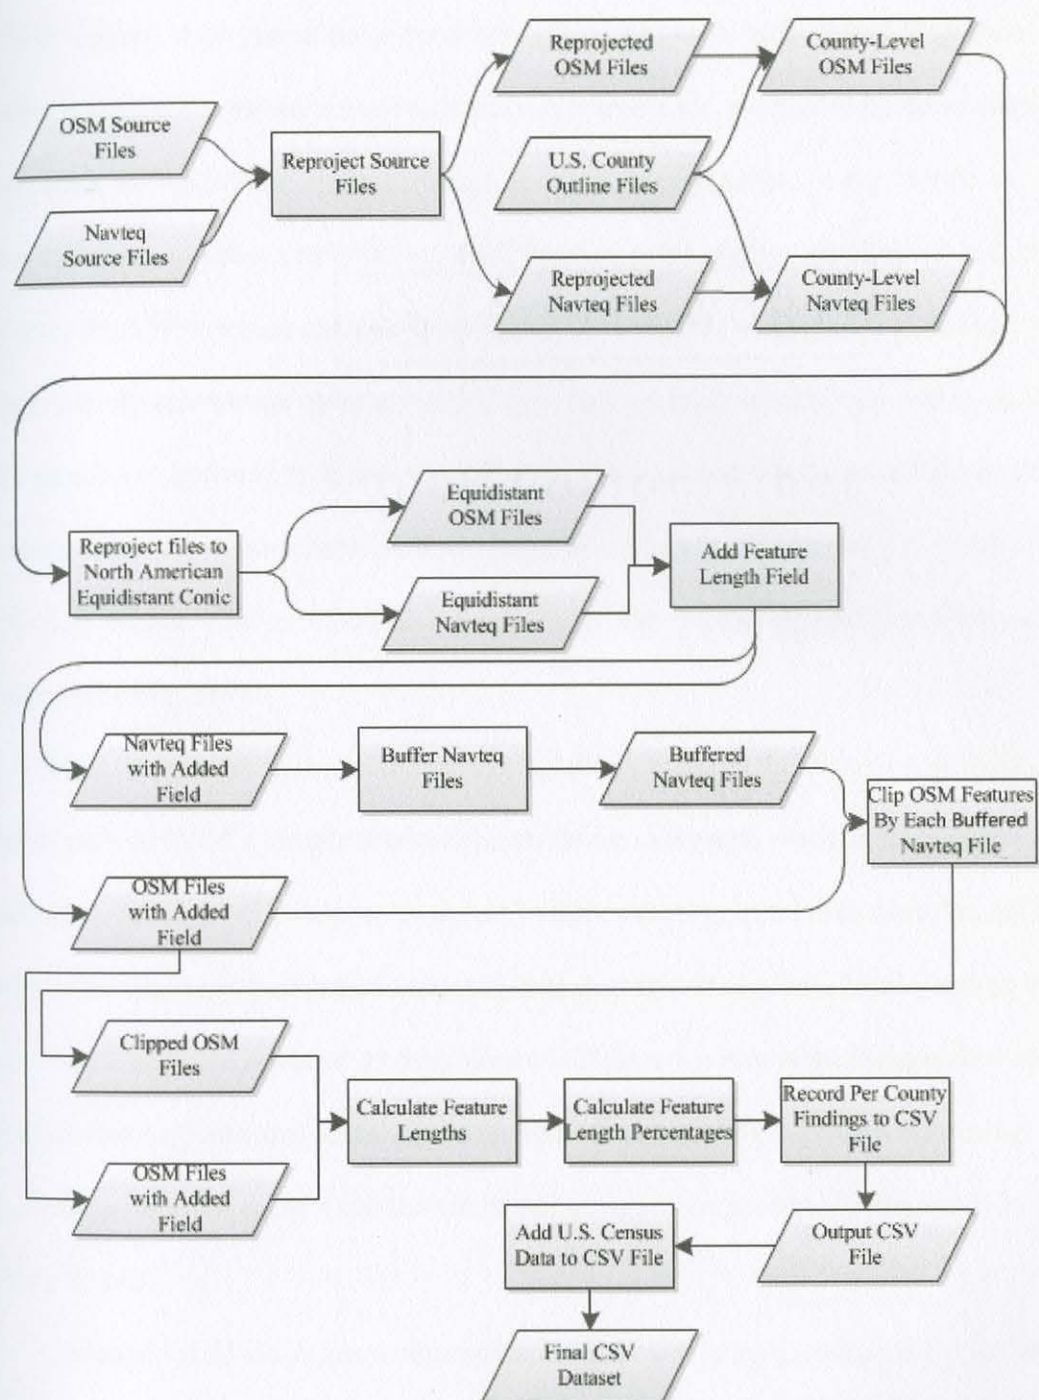 OSM Source
Files
Navteq
Source Files
Reproject Source
Files
Reprojected
OSM Files
U.S. County
Outline Files
Reprojected
Navteq Files
County-Level
OSM Files
County-Level
Navteq Files
Reproject files to
North American
Equidistant Conic
Equidistant
OSM Files
Equidistant
Navteq Files
Add Feature
Length Field
Navteq Files
with Added
Field
Buffer Navteq
Files
Buffered
Navteq Files
Clip OSM Features
By Each Buffered
Navteq File
OSM Files
with Added
Field
Clipped OSM
Files
OSM Files
with Added
Field
Calculate Feature
Lengths
Calculate Feature
Length Percentages
Record Per County
Findings to CSV
File
Output CSV
File
Add U.S. Census
Data to CSV File
Final CSV
Dataset